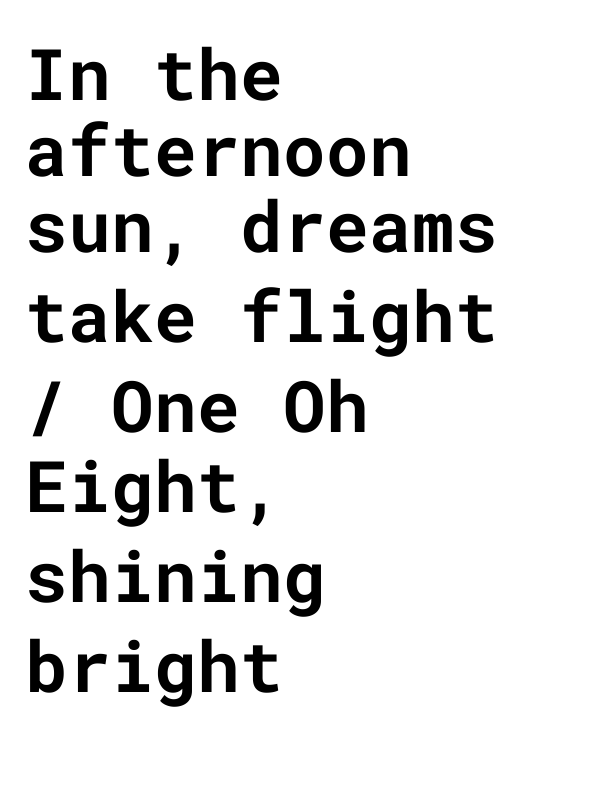 In the
afternoon
sun, dreams
take flight
/ One Oh
Eight,
shining
bright